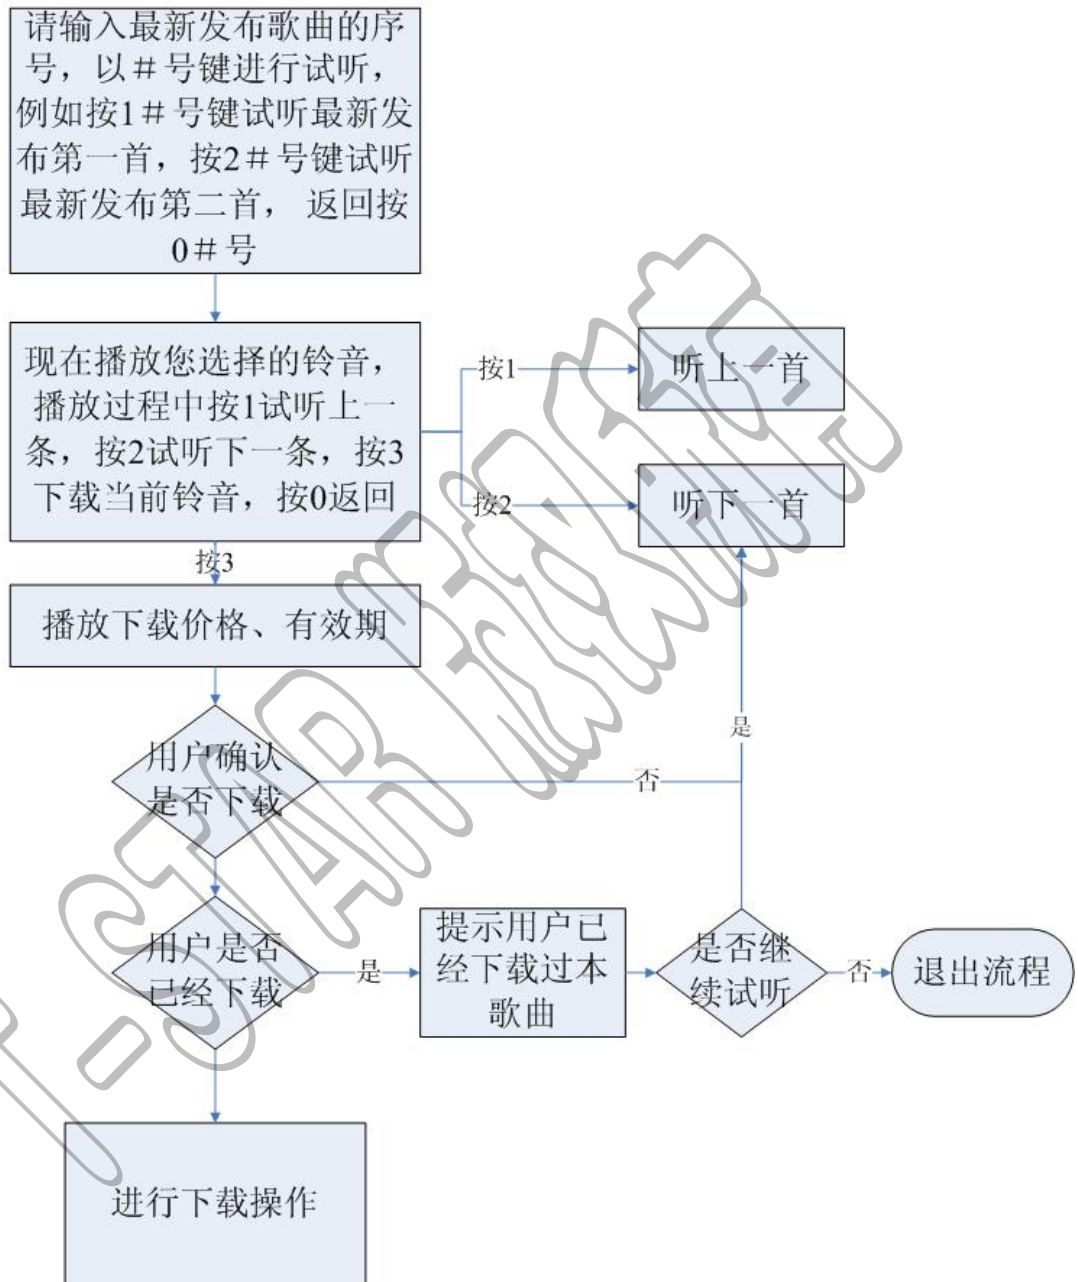 请输入最新发布歌曲的序
号，以＃号键进行试听，
例如按1＃号键试听最新发
布第一首，按2＃号键试听
最新发布第二首， 返回按
0＃号
现在播放您选择的铃音，
播放过程中按1试听上一
条，按2试听下一条，按3
下载当前铃音，按0返回
按1
听上一首
按2
听下一首
按3
播放下载价格、有效期
用户确认
是否下载
否
是
用户是否
已经下载
是
提示用户已
经下载过本
歌曲
是否继
续试听
否
退出流程
进行下载操作